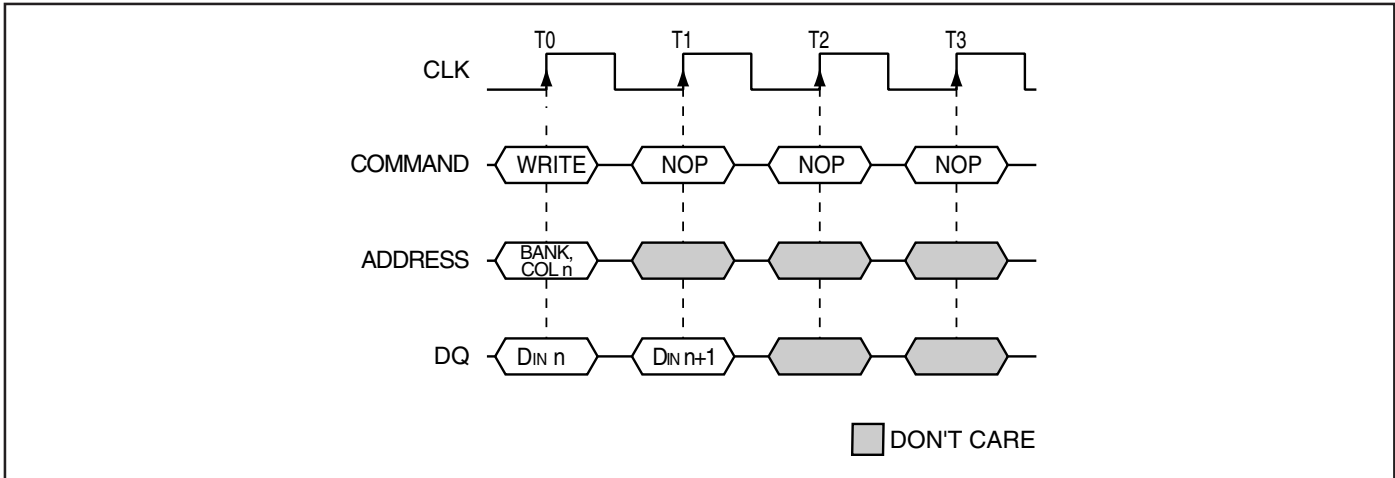 T0 T1 T2 T3
CLK
COMMAND WRITE NOP NOP NOP
ADDRESS BANK,
COL n
DQ DIN n DIN n+1
DON'T CARE